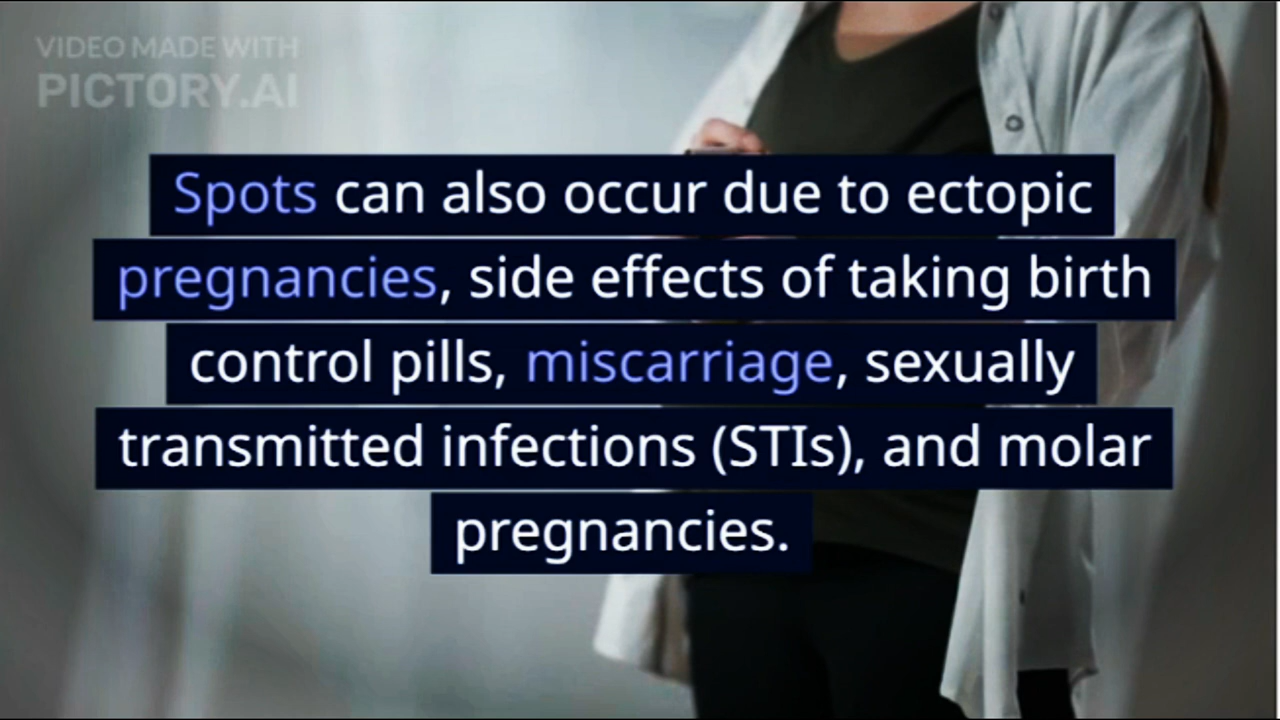 VIDEO MADE WITH
PICTORY.AI
Spots can also occur due to ectopic
pregnancies, side effects of taking birth
control pills, miscarriage, sexually
transmitted infections (STIs), and molar
pregnancies.